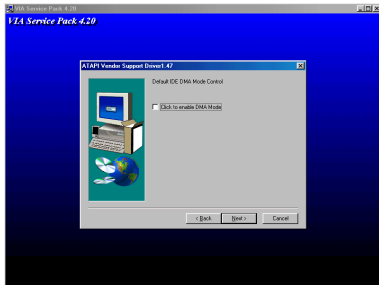 VIA Service Pack 4.20
VIA Service Pack 4.20
ATAPI Vendor Support Driver1.47
Default IDE DMA Mode Control
Click to enable DMA Mode
< Back
Next >
Cancel